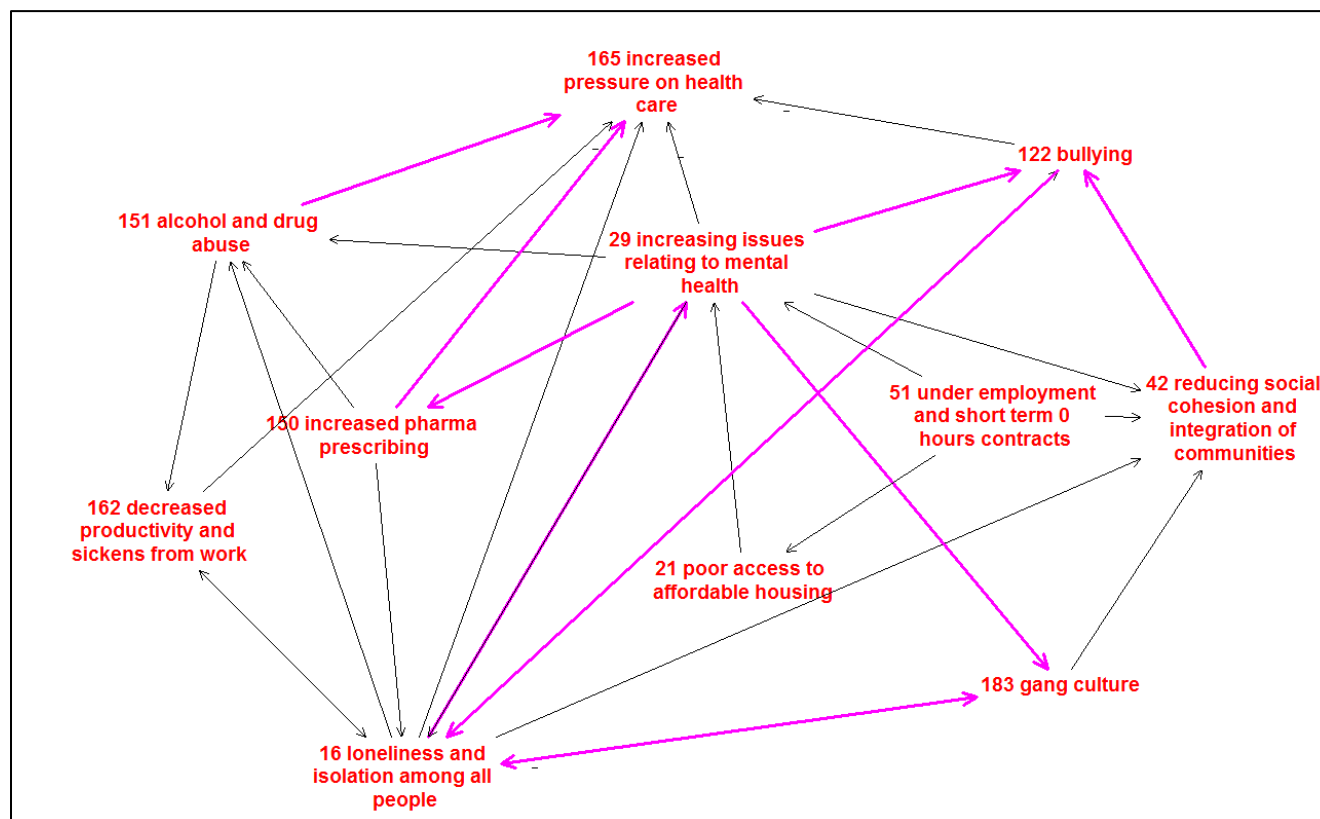 165 increased
pressure on health
care
122 bullying
151 alcohol and drug
abuse
29 increasing issues
relating to mental
health
51 under employment
and short term 0
hours contracts
42 reducing social
cohesion and
integration of
communities
150 increased pharma
prescribing
162 decreased
productivity and
sickens from work
21 poor access to
affordable housing
183 gang culture
16 loneliness and
isolation among all
people